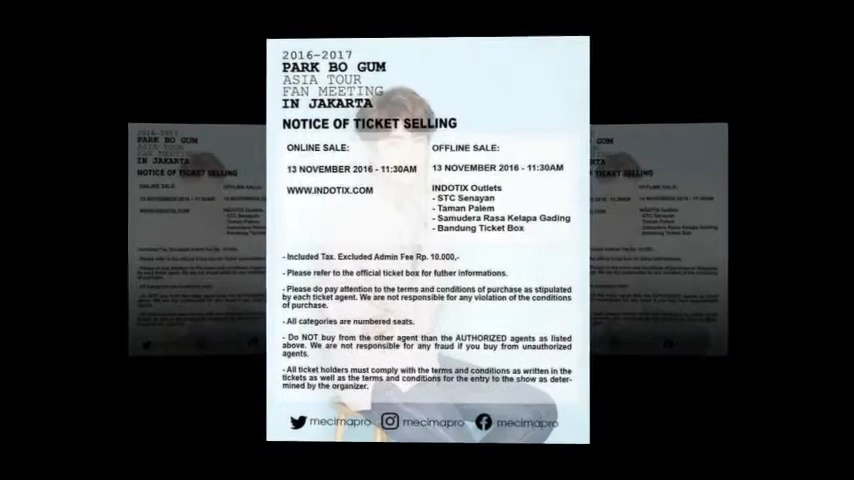 2016-2017
PARK BO GUM
ASIA TOUR
FAN MEETING
IN JAKARTA
NOTICE OF TICKET SELLING
ONLINE SALE:
13 NOVEMBER 2016 - 11:30AM
WWW.INDOTIX.COM
OFFLINE SALE:
13 NOVEMBER 2016 - 11:30AM
INDOTIX Outlets
- STC Senayan
- Taman Palem
- Samudera Rasa Kelapa Gading
- Bandung Ticket Box
- Included Tax. Excluded Admin Fee Rp. 10.000,-
- Please refer to the official ticket box for futher informations.
- Please do pay attention to the terms and conditions of purchase as stipulated
by each ticket agent. We are not responsible for any violation of the conditions
of purchase.
- All categories are numbered seats.
- Do NOT buy from the other agent than the AUTHORIZED agents as listed
above. We are not responsible for any fraud if you buy from unauthorized
agents.
- All ticket holders must comply with the terms and conditions as written in the
tickets as well as the terms and conditions for the entry to the show as deter-
mined by the organizer.
mecimapro mecimapro mecimapro